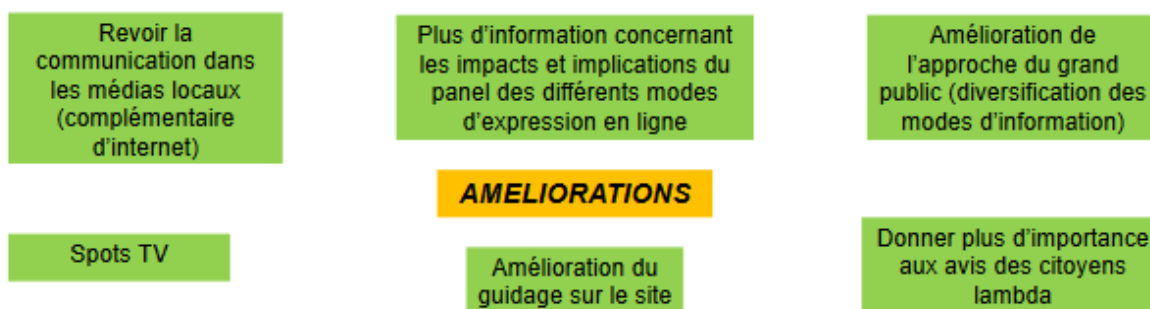 Revoir la
communication dans
les médias locaux
(complémentaire
d'internet)
Plus d'information concernant
les impacts et implications du
panel des différents modes
d'expression en ligne
Amélioration de
l'approche du grand
public (diversification des
modes d'information)
AMELIORATIONS
Spots TV
Amélioration du
guidage sur le site
Donner plus d'importance
aux avis des citoyens
lambda